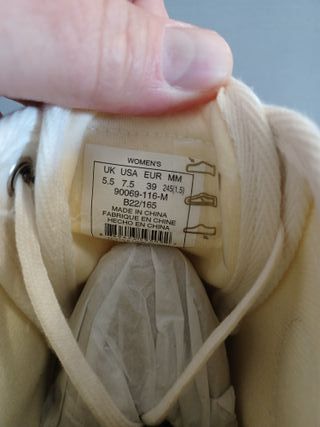 WOMEN'S
UK USA EUR MM
5.5 7.5 39 245(1.5)
90069-116-M
B22/165
MADE IN CHINA
FABRIQUE EN CHINE
HECHO EN CHINA